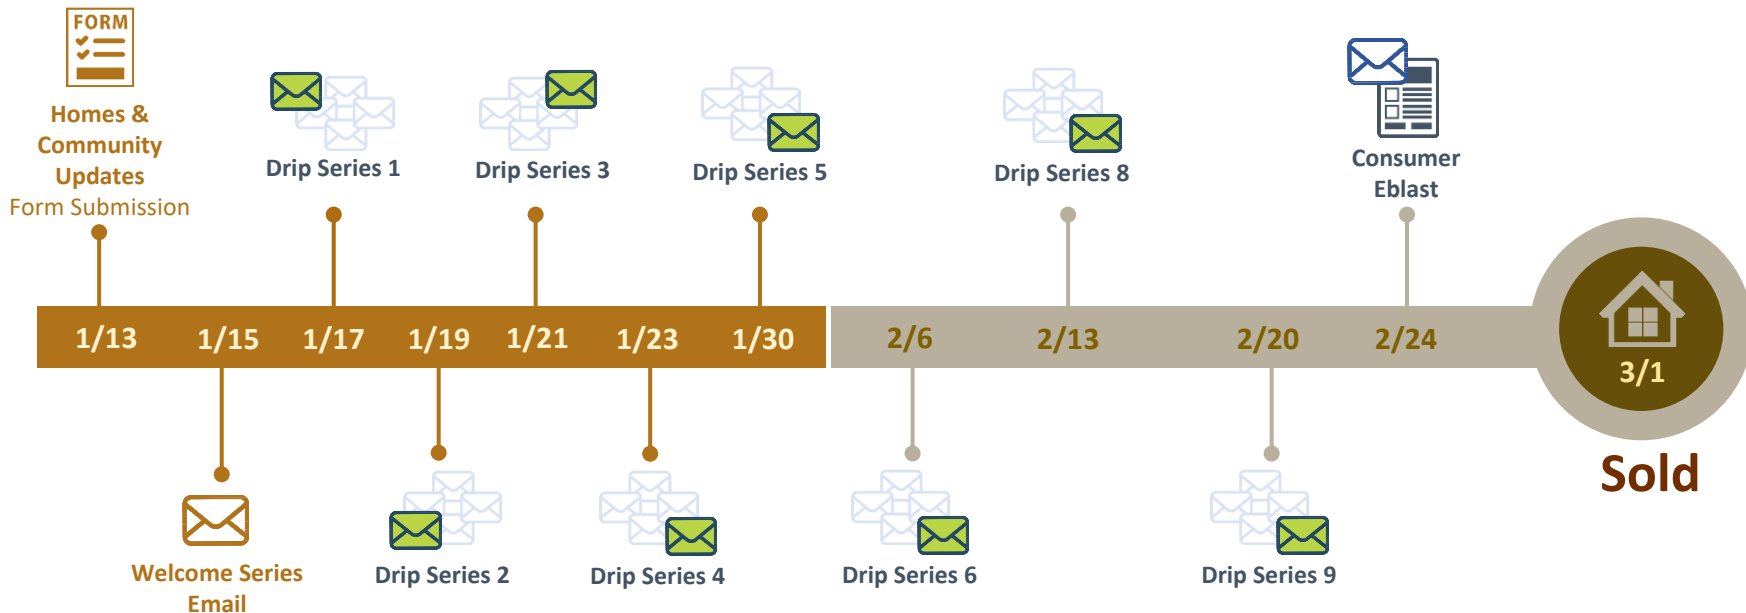 FORM
Homes &
Community
Updates
Form Submission
Drip Series 1
Drip Series 3
Drip Series 5
Drip Series 8
Consumer
Eblast
1/13
1/15
1/17
1/19
1/21
1/23
1/30
2/6
2/13
2/20
2/24
3/1
Sold
Welcome Series
Email
Drip Series 2
Drip Series 4
Drip Series 6
Drip Series 9